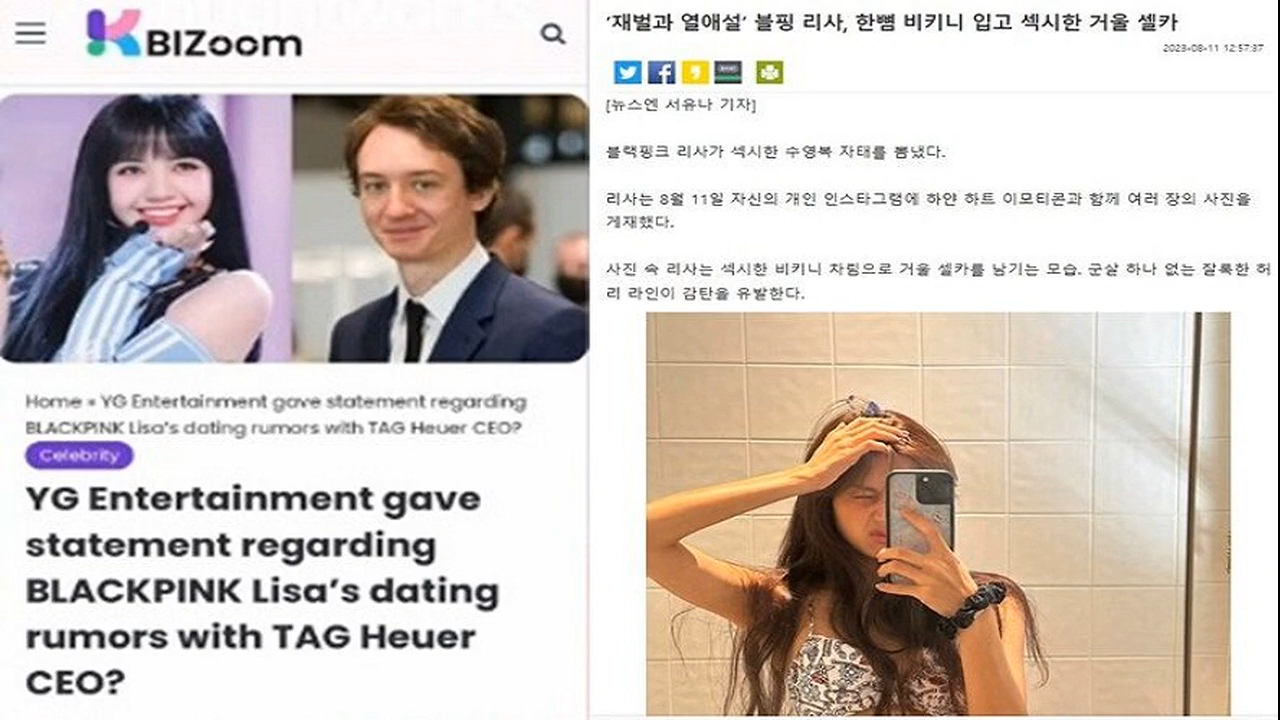 KBIZoom
Home » YG Entertainment gave statement regarding
BLACKPINK Lisa's dating rumors with TAG Heuer CEO?
Celebrity
YG Entertainment gave
statement regarding
BLACKPINK Lisa's dating
rumors with TAG Heuer
CEO?
'재벌과 열애설' 블핑 리사, 한뼘 비키니 입고 섹시한 거울 셀카
2023-08-11 12:57:37
[뉴스엔 서유나 기자]
블랙핑크 리사가 섹시한 수영복 자태를 뽐냈다.
리사는 8월 11일 자신의 개인 인스타그램에 하얀 하트 이모티콘과 함께 여러 장의 사진을
게재했다.
사진 속 리사는 섹시한 비키니 차림으로 거울 셀카를 남기는 모습. 군살 하나 없는 잘록한 허
리 라인이 감탄을 유발한다.